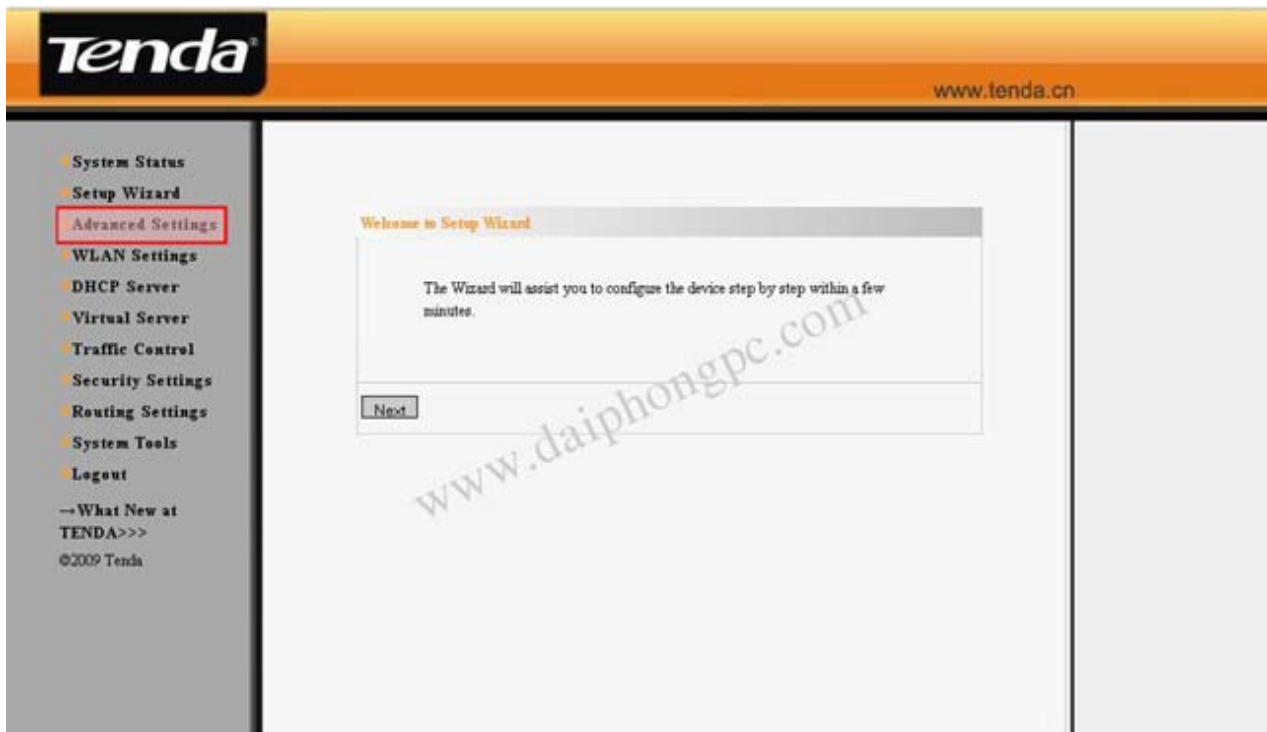 Tenda
www.tenda.cn
System Status
Setup Wizard
Advanced Settings
WLAN Settings
DHCP Server
Virtual Server
Traffic Control
Security Settings
Routing Settings
System Tools
Logout
→What New at
TENDA>>>
©2009 Tenda
Welcome to Setup Wizard
The Wizard will assist you to configure the device step by step within a few
minutes.
Next
www.daiphongpc.com